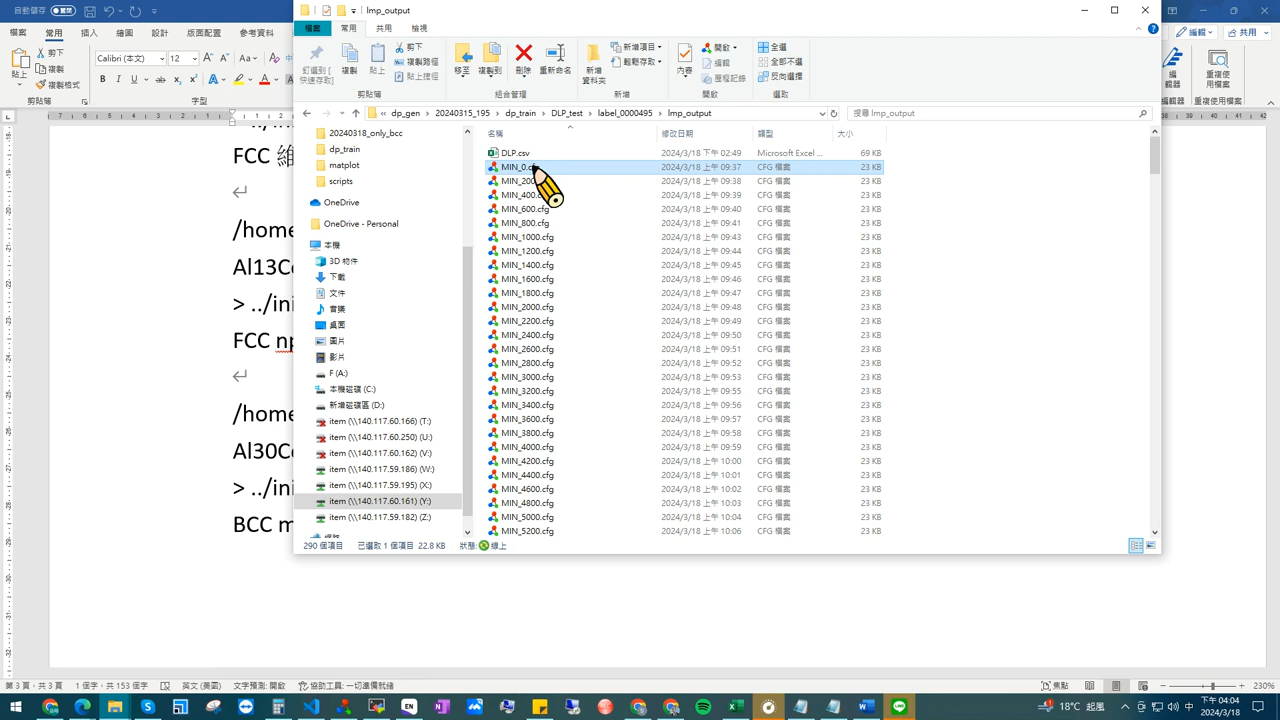 自動儲存 關閉
檔案 常用 插入 繪圖 設計 版面配置 參考資料
編輯 共用
貼上 剪下 複製 複製格式
剪貼簿
Calibri (本文) 12
字型
編輯器
重複使用檔案
重複使用檔案
lmp_output
檔案 常用 共用 檢視
釘選到 [快速存取] 複製 貼上 剪下 複製路徑 貼上捷徑
剪貼簿
移至 複製到 刪除 重新命名
組合管理
新增資料夾 新增項目 輕鬆存取
新增
內容 開啟 編輯 歷程記錄
開啟
全選 全部不選 反向選擇
選取
« dp_gen › 20240315_195 › dp_train › DLP_test › label_0000495 › lmp_output
搜尋 lmp_output
名稱 修改日期 類型 大小
20240318_only_bcc
dp_train
matplot
scripts
OneDrive
OneDrive - Personal
本機
3D 物件
下載
文件
音樂
桌面
圖片
影片
F (A:)
本機磁碟 (C:)
新增磁碟區 (D:)
item (\\140.117.60.166) (T:)
item (\\140.117.60.250) (U:)
item (\\140.117.60.162) (V:)
item (\\140.117.59.186) (W:)
item (\\140.117.59.195) (X:)
item (\\140.117.60.161) (Y:)
item (\\140.117.59.182) (Z:)
DLP.csv 2024/3/18 下午 02:49 Microsoft Excel ... 69 KB
MIN_0.cf 2024/3/18 上午 09:37 CFG 檔案 23 KB
MIN_200 2024/3/18 上午 09:38 CFG 檔案 23 KB
MIN_400.c 2024/3/18 上午 09:39 CFG 檔案 23 KB
MIN_600.cfg 2024/3/18 上午 09:40 CFG 檔案 23 KB
MIN_800.cfg 2024/3/18 上午 09:41 CFG 檔案 23 KB
MIN_1000.cfg 2024/3/18 上午 09:43 CFG 檔案 23 KB
MIN_1200.cfg 2024/3/18 上午 09:44 CFG 檔案 23 KB
MIN_1400.cfg 2024/3/18 上午 09:45 CFG 檔案 23 KB
MIN_1600.cfg 2024/3/18 上午 09:46 CFG 檔案 23 KB
MIN_1800.cfg 2024/3/18 上午 09:47 CFG 檔案 23 KB
MIN_2000.cfg 2024/3/18 上午 09:48 CFG 檔案 23 KB
MIN_2200.cfg 2024/3/18 上午 09:49 CFG 檔案 23 KB
MIN_2400.cfg 2024/3/18 上午 09:50 CFG 檔案 23 KB
MIN_2600.cfg 2024/3/18 上午 09:51 CFG 檔案 23 KB
MIN_2800.cfg 2024/3/18 上午 09:52 CFG 檔案 23 KB
MIN_3000.cfg 2024/3/18 上午 09:53 CFG 檔案 23 KB
MIN_3200.cfg 2024/3/18 上午 09:55 CFG 檔案 23 KB
MIN_3400.cfg 2024/3/18 上午 09:56 CFG 檔案 23 KB
MIN_3600.cfg 2024/3/18 上午 09:57 CFG 檔案 23 KB
MIN_3800.cfg 2024/3/18 上午 09:58 CFG 檔案 23 KB
MIN_4000.cfg 2024/3/18 上午 09:59 CFG 檔案 23 KB
MIN_4200.cfg 2024/3/18 上午 10:00 CFG 檔案 23 KB
MIN_4400.cfg 2024/3/18 上午 10:01 CFG 檔案 23 KB
MIN_4600.cfg 2024/3/18 上午 10:02 CFG 檔案 23 KB
MIN_4800.cfg 2024/3/18 上午 10:03 CFG 檔案 23 KB
MIN_5000.cfg 2024/3/18 上午 10:04 CFG 檔案 23 KB
MIN_5200.cfg 2024/3/18 上午 10:06 CFG 檔案 23 KB
290 個項目 已選取 1 個項目 22.8 KB 狀態: 線上
FCC 維
/home
Al13Co
> ../ini
FCC np
/home
Al30Co
> ../ini
BCC m
第 3 頁，共 3 頁 1 個字，共 153 個字 英文 (美國) 文字預測: 開啟 協助工具: 一切準備就緒
焦點 230%
18°C 起風 中 下午 04:04
2024/3/18